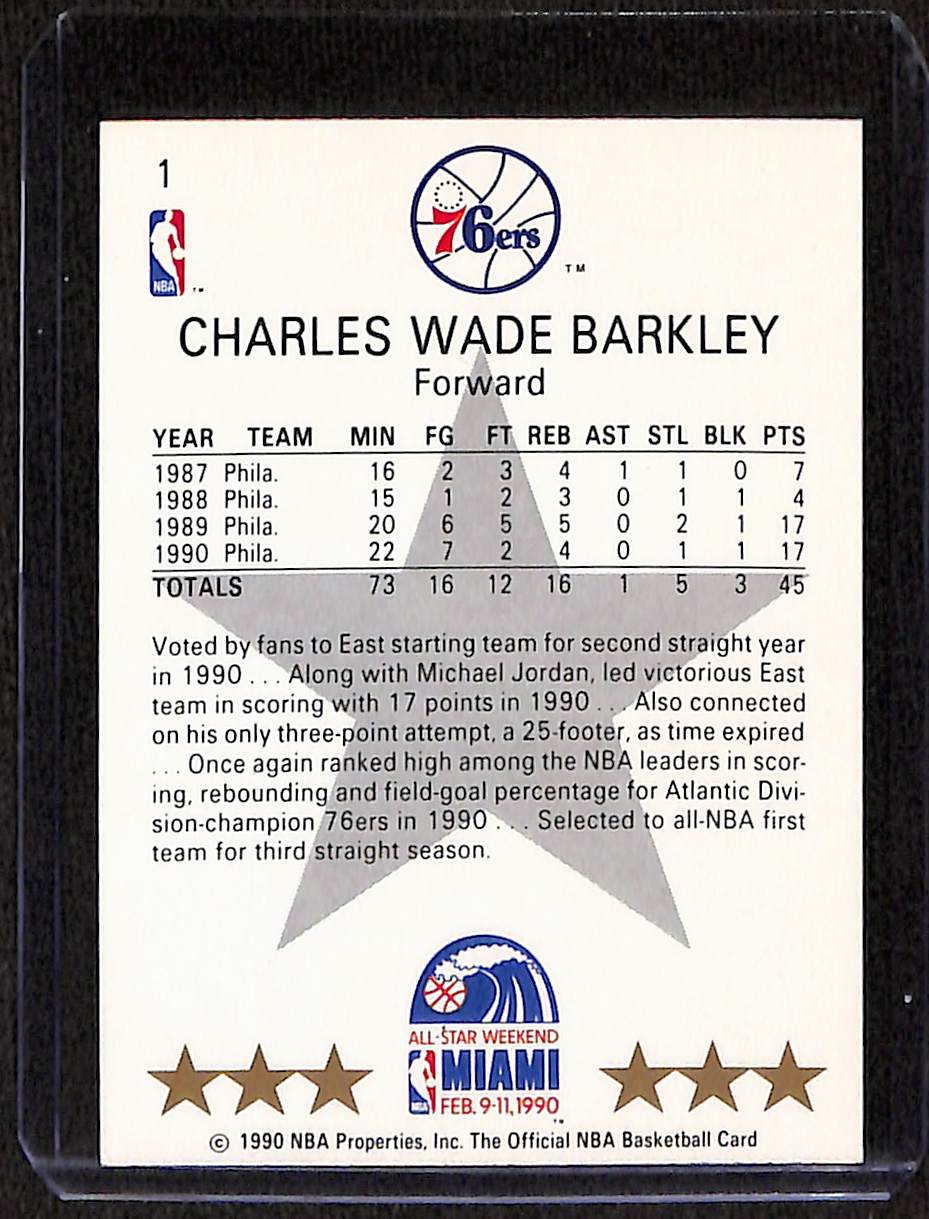 1
76ers
TM
NBA
CHARLES WADE BARKLEY
Forward
YEAR TEAM MIN FG FT REB AST STL BLK PTS
1987 Phila. 16 2 3 4 1 1 0 7
1988 Phila. 15 1 2 3 0 1 1 4
1989 Phila. 20 6 5 5 0 2 1 17
1990 Phila. 22 7 2 4 0 1 1 17
TOTALS 73 16 12 16 1 5 3 45
Voted by fans to East starting team for second straight year
in 1990 . . . Along with Michael Jordan, led victorious East
team in scoring with 17 points in 1990 . . . Also connected
on his only three-point attempt, a 25-footer, as time expired
. . . Once again ranked high among the NBA leaders in scor-
ing, rebounding and field-goal percentage for Atlantic Divi-
sion-champion 76ers in 1990 . . . Selected to all-NBA first
team for third straight season.
ALL-STAR WEEKEND
MIAMI
NBA FEB. 9-11, 1990
© 1990 NBA Properties, Inc. The Official NBA Basketball Card